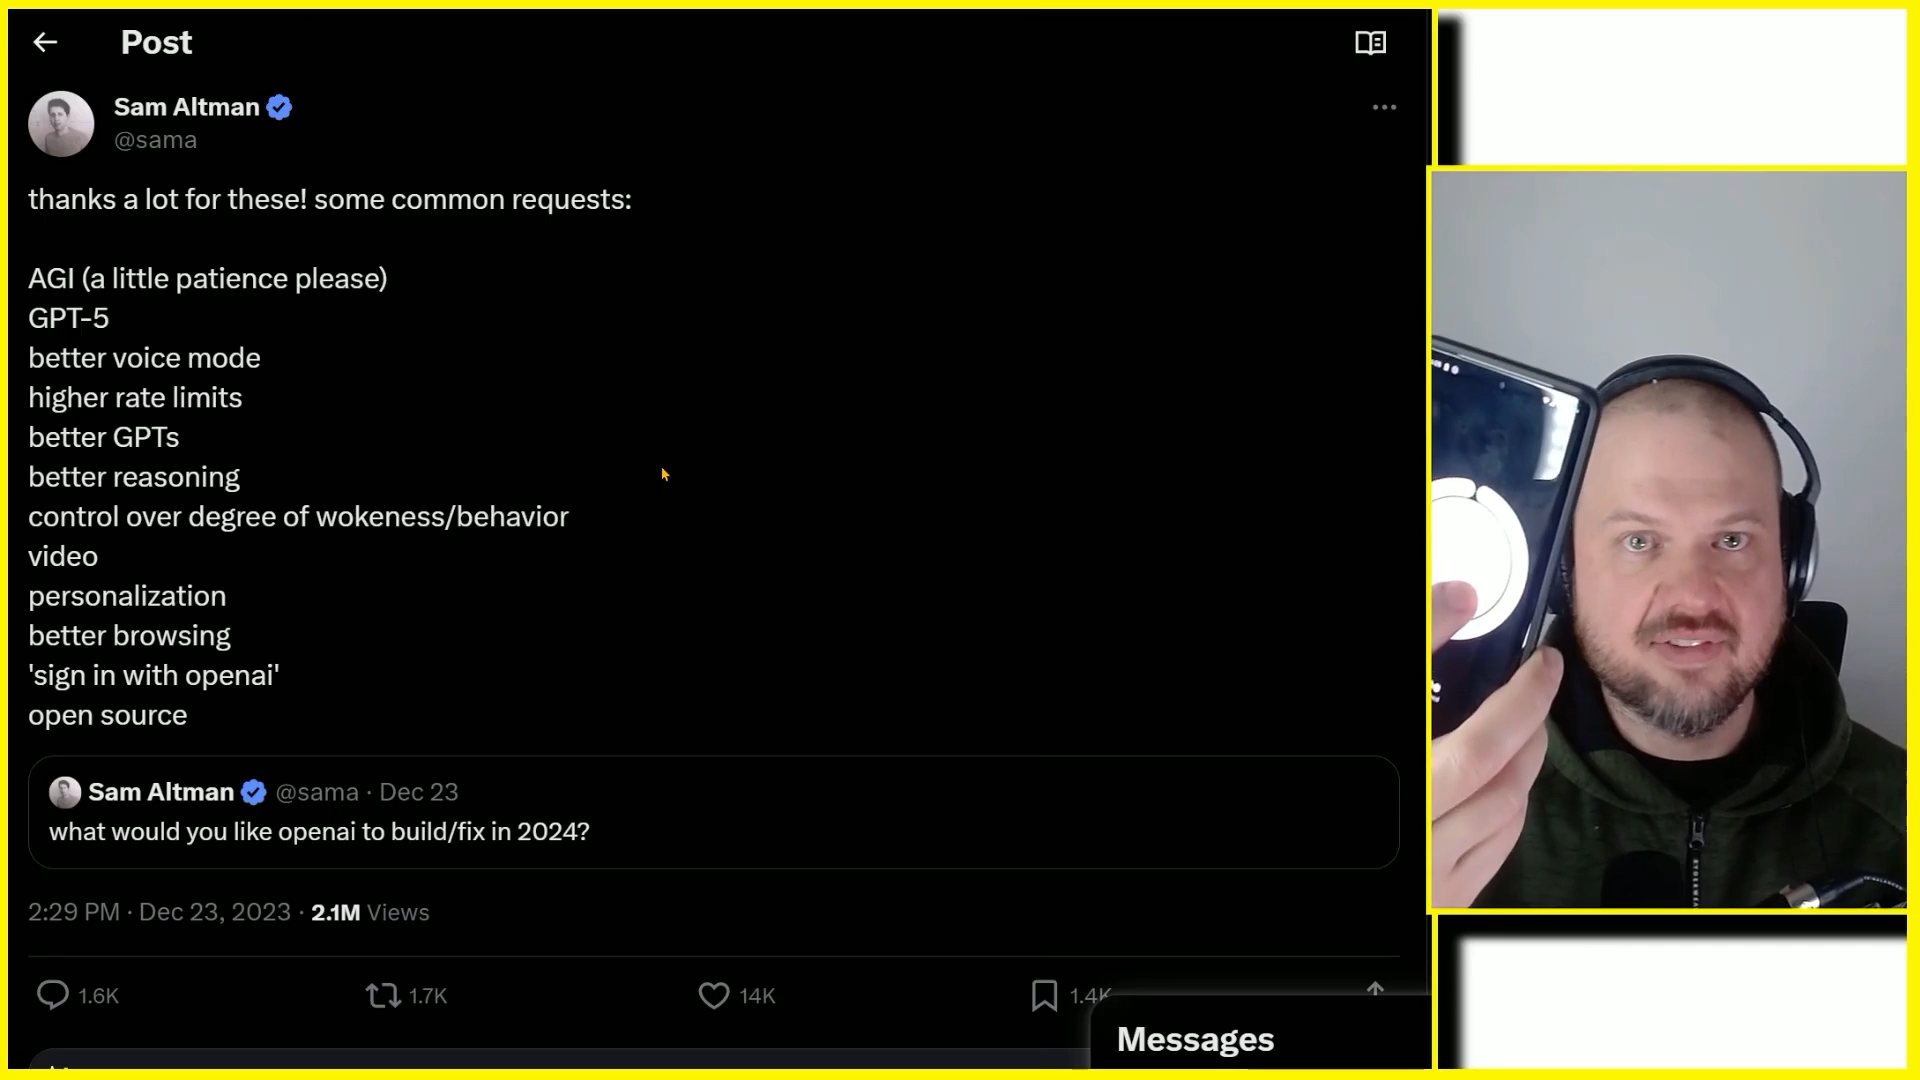 Post
Sam Altman
@sama
thanks a lot for these! some common requests:
AGI (a little patience please)
GPT-5
better voice mode
higher rate limits
better GPTs
better reasoning
control over degree of wokeness/behavior
video
personalization
better browsing
'sign in with openai'
open source
Sam Altman @sama · Dec 23
what would you like openai to build/fix in 2024?
2:29 PM · Dec 23, 2023 · 2.1M Views
1.6K 1.7K 14K 1.4K
Messages